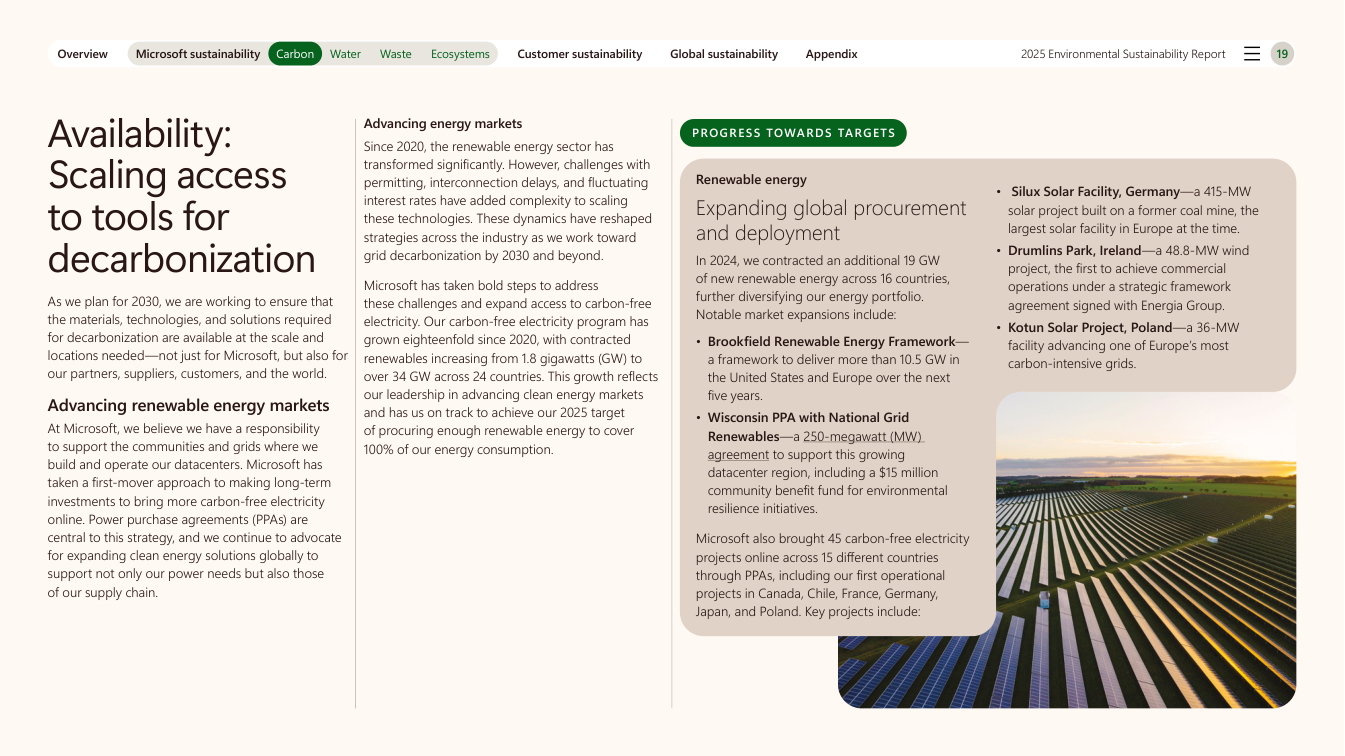 Overview
Microsoft sustainability
Carbon
Water
Waste
Ecosystems
Customer sustainability
Global sustainability
Appendix
2025 Environmental Sustainability Report
19
Availability:
Scaling access
to tools for
decarbonization
As we plan for 2030, we are working to ensure that
the materials, technologies, and solutions required
for decarbonization are available at the scale and
locations needed—not just for Microsoft, but also for
our partners, suppliers, customers, and the world.
Advancing renewable energy markets
At Microsoft, we believe we have a responsibility
to support the communities and grids where we
build and operate our datacenters. Microsoft has
taken a first-mover approach to making long-term
investments to bring more carbon-free electricity
online. Power purchase agreements (PPAs) are
central to this strategy, and we continue to advocate
for expanding clean energy solutions globally to
support not only our power needs but also those
of our supply chain.
Advancing energy markets
Since 2020, the renewable energy sector has
transformed significantly. However, challenges with
permitting, interconnection delays, and fluctuating
interest rates have added complexity to scaling
these technologies. These dynamics have reshaped
strategies across the industry as we work toward
grid decarbonization by 2030 and beyond.
Microsoft has taken bold steps to address
these challenges and expand access to carbon-free
electricity. Our carbon-free electricity program has
grown eighteenfold since 2020, with contracted
renewables increasing from 1.8 gigawatts (GW) to
over 34 GW across 24 countries. This growth reflects
our leadership in advancing clean energy markets
and has us on track to achieve our 2025 target
of procuring enough renewable energy to cover
100% of our energy consumption.
PROGRESS TOWARDS TARGETS
Renewable energy
Expanding global procurement
and deployment
In 2024, we contracted an additional 19 GW
of new renewable energy across 16 countries,
further diversifying our energy portfolio.
Notable market expansions include:
• Brookfield Renewable Energy Framework—
a framework to deliver more than 10.5 GW in
the United States and Europe over the next
five years.
• Wisconsin PPA with National Grid
Renewables—a 250-megawatt (MW)
agreement to support this growing
datacenter region, including a $15 million
community benefit fund for environmental
resilience initiatives.
Microsoft also brought 45 carbon-free electricity
projects online across 15 different countries
through PPAs, including our first operational
projects in Canada, Chile, France, Germany,
Japan, and Poland. Key projects include:
• Silux Solar Facility, Germany—a 415-MW
solar project built on a former coal mine, the
largest solar facility in Europe at the time.
• Drumlins Park, Ireland—a 48.8-MW wind
project, the first to achieve commercial
operations under a strategic framework
agreement signed with Energia Group.
• Kotun Solar Project, Poland—a 36-MW
facility advancing one of Europe's most
carbon-intensive grids.